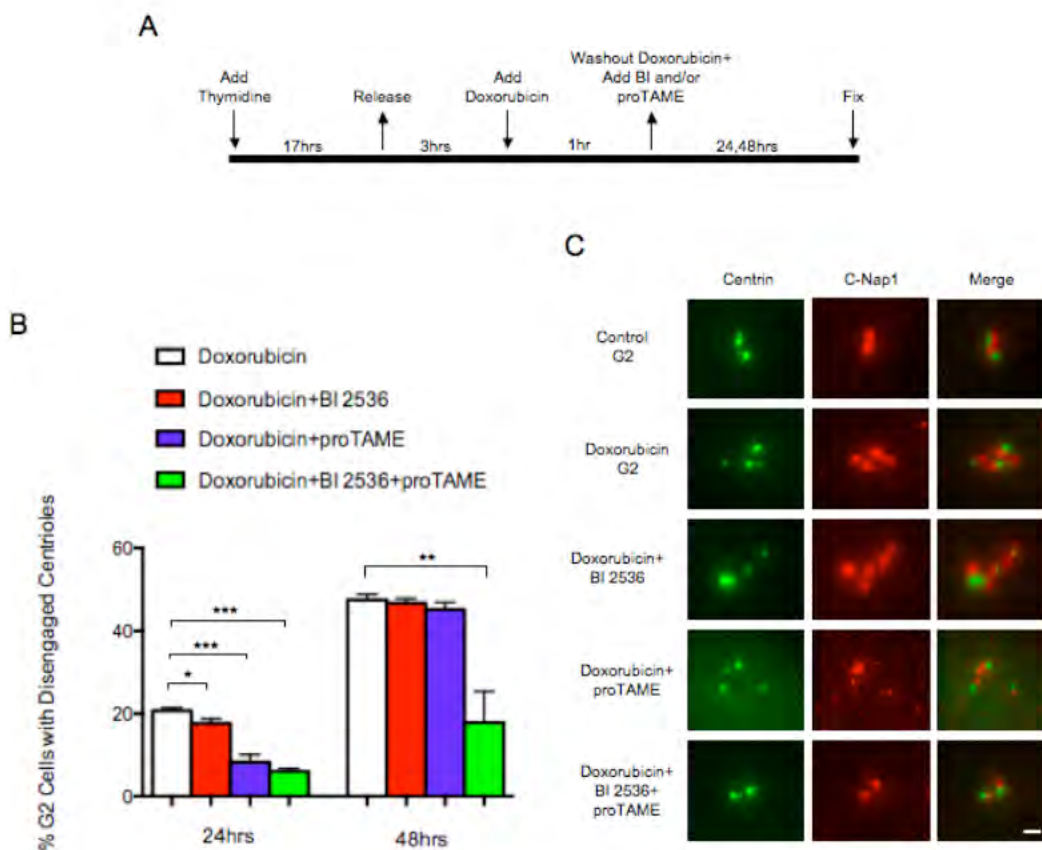 A
Add
Thymidine
Release
Add
Doxorubicin
Washout Doxorubicin+
Add BI and/or
proTAME
Fix
17hrs
3hrs
1hr
24,48hrs
B
Doxorubicin
Doxorubicin+BI 2536
Doxorubicin+proTAME
Doxorubicin+BI 2536+proTAME
% G2 Cells with Disengaged Centrioles
60
40
20
0
*
***
***
**
24hrs
48hrs
C
Centrin
C-Nap1
Merge
Control
G2
Doxorubicin
G2
Doxorubicin+
BI 2536
Doxorubicin+
proTAME
Doxorubicin+
BI 2536+
proTAME